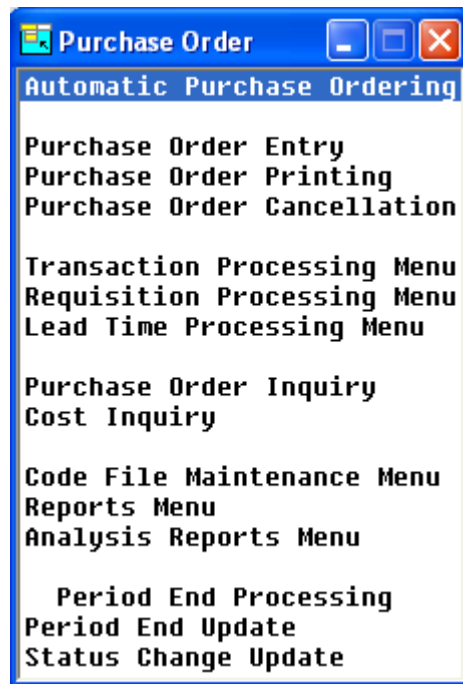 Purchase Order
Automatic Purchase Ordering
Purchase Order Entry
Purchase Order Printing
Purchase Order Cancellation
Transaction Processing Menu
Requisition Processing Menu
Lead Time Processing Menu
Purchase Order Inquiry
Cost Inquiry
Code File Maintenance Menu
Reports Menu
Analysis Reports Menu
Period End Processing
Period End Update
Status Change Update